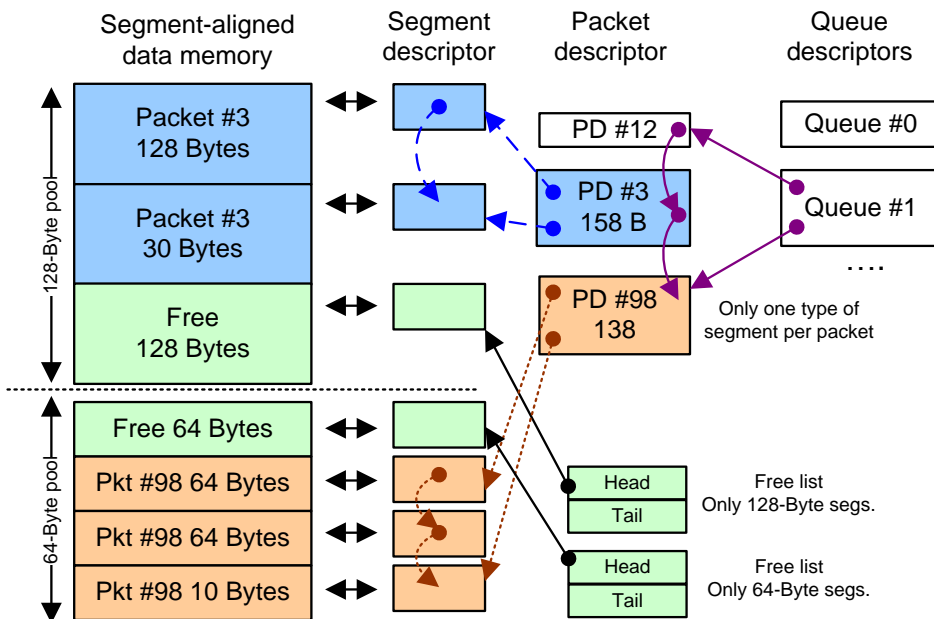 Segment-aligned
data memory
Segment
descriptor
Packet
descriptor
Queue
descriptors
128-Byte pool
Packet #3
128 Bytes
Packet #3
30 Bytes
Free
128 Bytes
PD #12
PD #3
158 B
PD #98
138
Queue #0
Queue #1
....
Only one type of
segment per packet
64-Byte pool
Free 64 Bytes
Pkt #98 64 Bytes
Pkt #98 64 Bytes
Pkt #98 10 Bytes
Head
Tail
Free list
Only 128-Byte segs.
Head
Tail
Free list
Only 64-Byte segs.